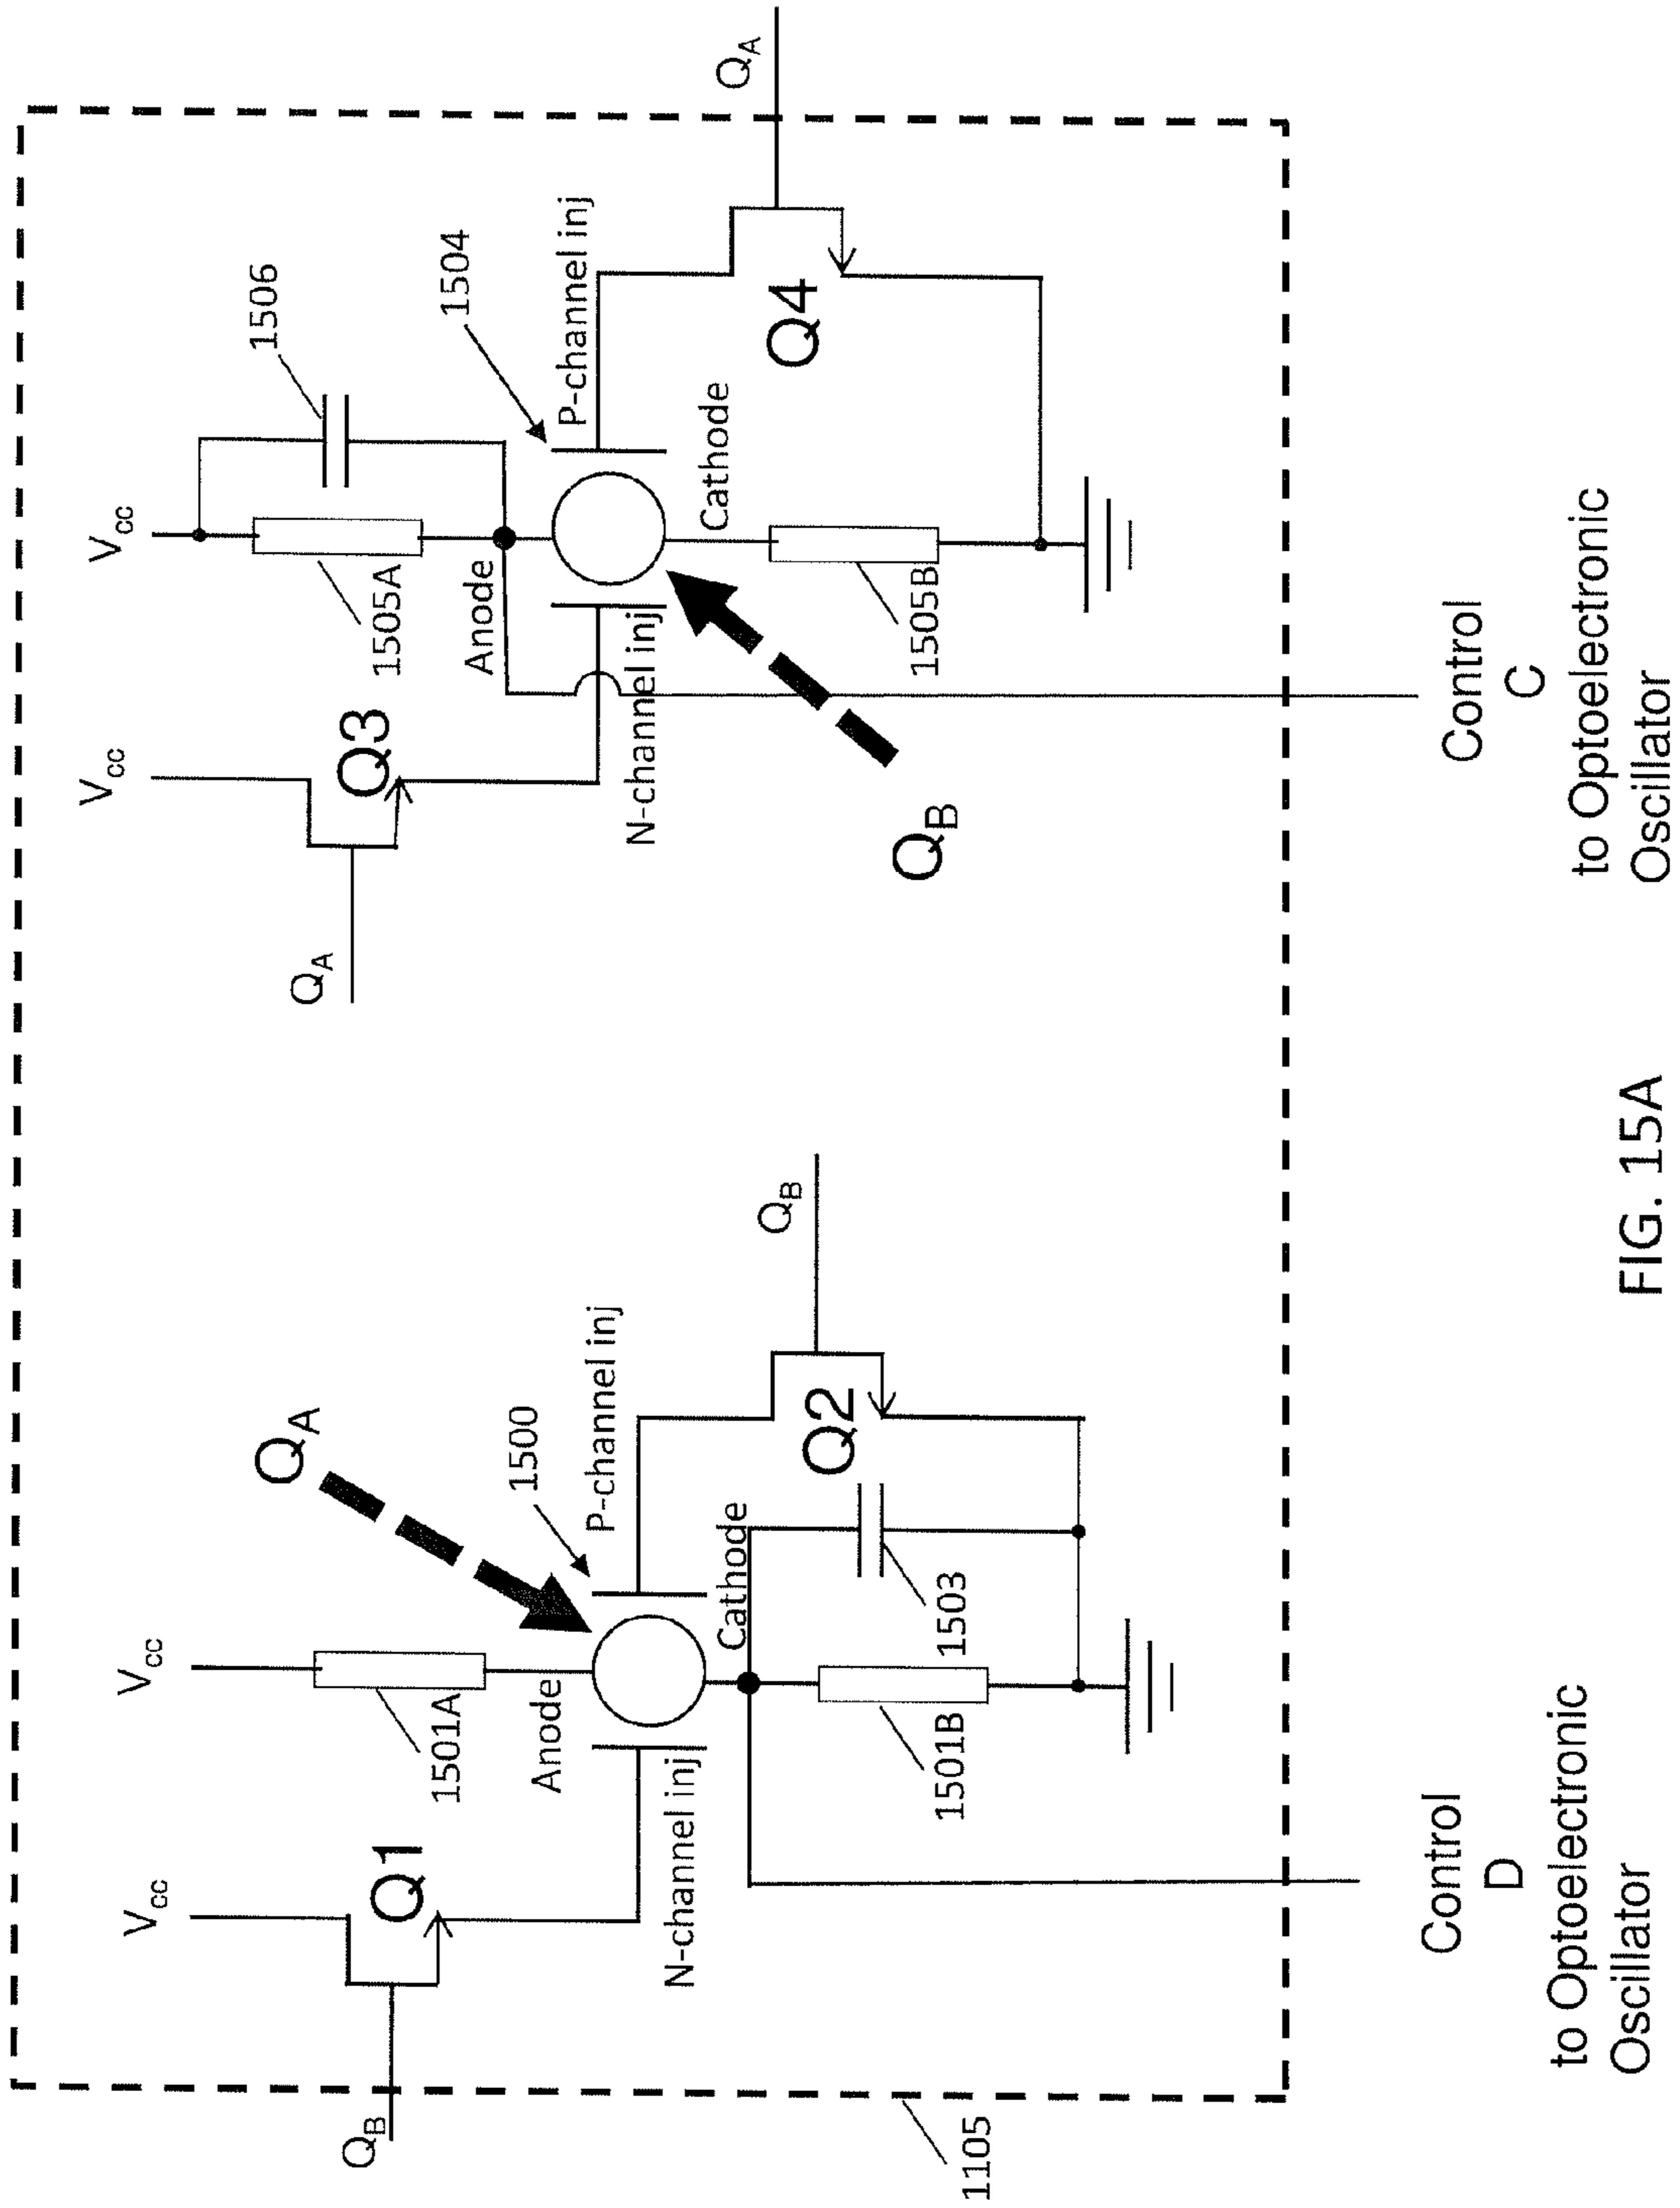 V_CC
V_CC
V_CC
V_CC
Q_B
Q1
1501A
Anode
N-channel inj
Q_A
1500
P-channel inj
Cathode
1501B
1503
Q2
Q_B
Q_A
Q3
1505A
Anode
N-channel inj
1506
1504
P-channel inj
Cathode
1505B
Q_B
Q4
Q_A
1105
Control
D
to Optoelectronic
Oscillator
Control
C
to Optoelectronic
Oscillator
FIG. 15A